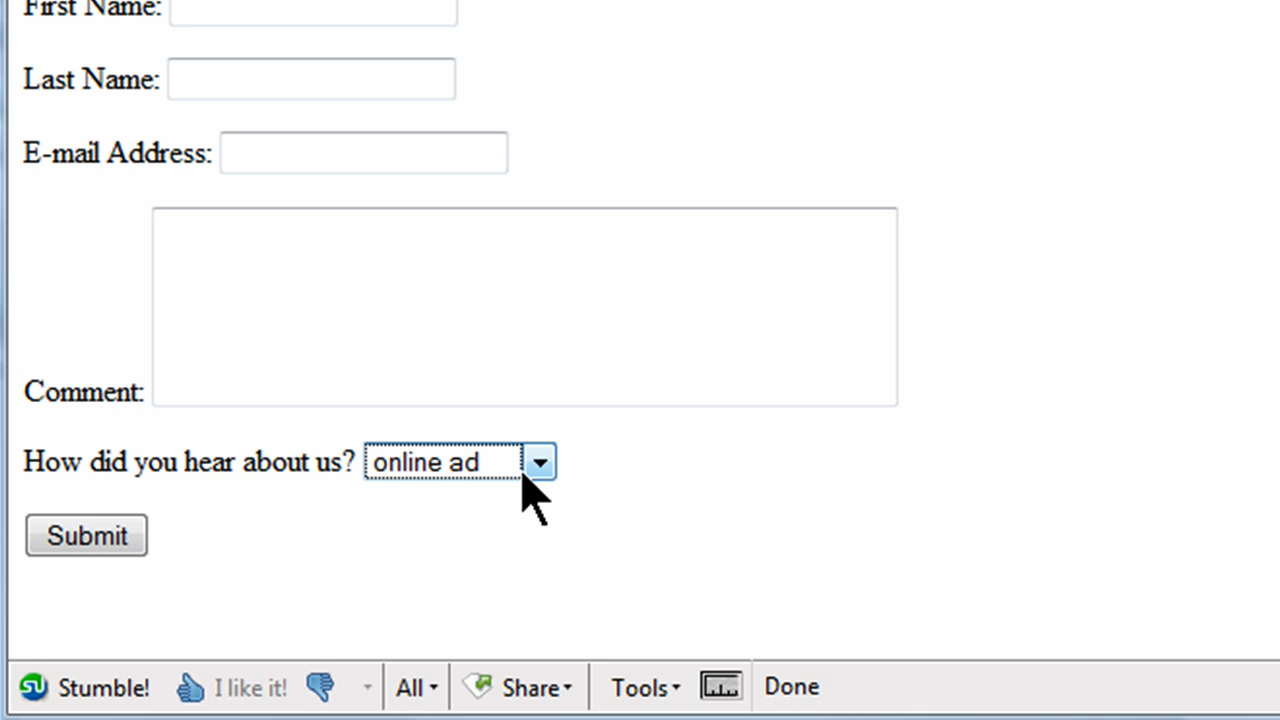 First Name:
Last Name:
E-mail Address:
Comment:
How did you hear about us? online ad
Submit
Stumble! I like it! All Share Tools Done